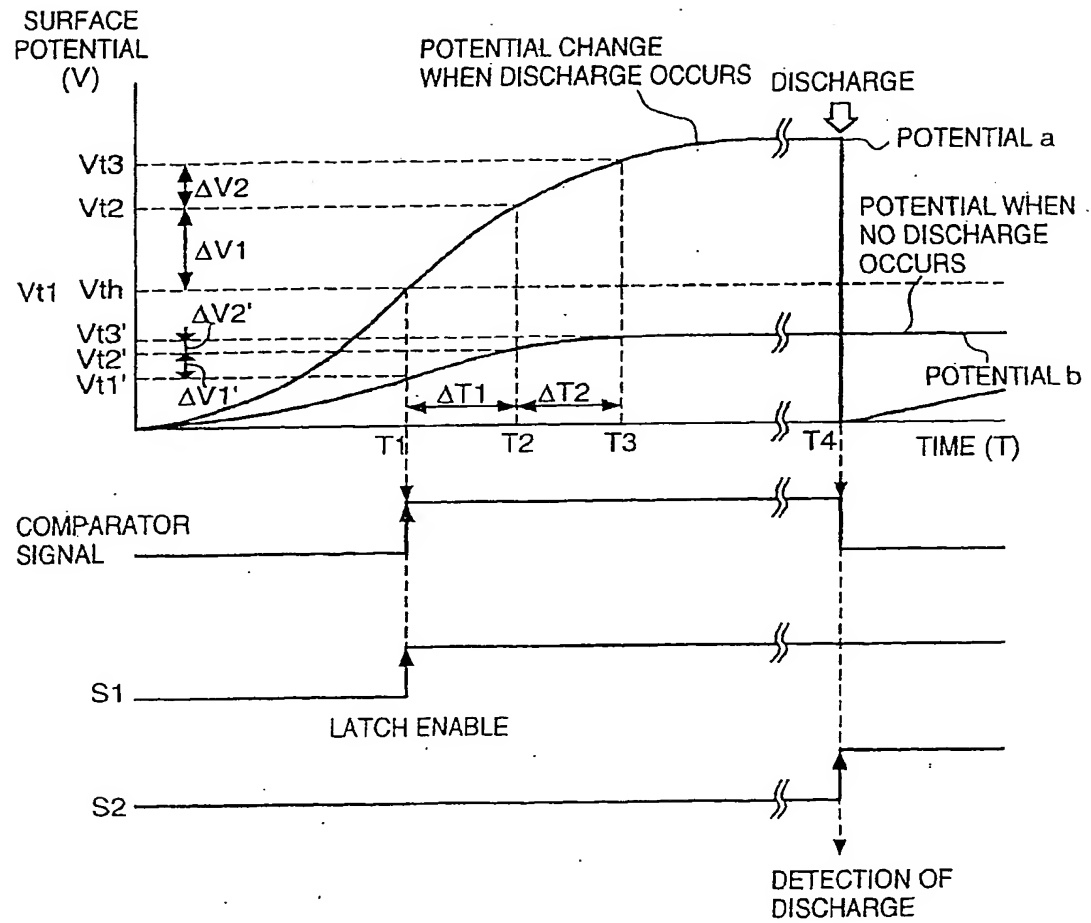 SURFACE
POTENTIAL
(V)
POTENTIAL CHANGE
WHEN DISCHARGE OCCURS
DISCHARGE
POTENTIAL a
Vt3
ΔV2
Vt2
ΔV1
POTENTIAL WHEN
NO DISCHARGE
OCCURS
Vt1 Vth
ΔV2'
Vt3'
Vt2'
Vt1'
ΔV1'
POTENTIAL b
ΔT1 ΔT2
T1 T2 T3 T4 TIME (T)
COMPARATOR
SIGNAL
S1
LATCH ENABLE
S2
DETECTION OF
DISCHARGE